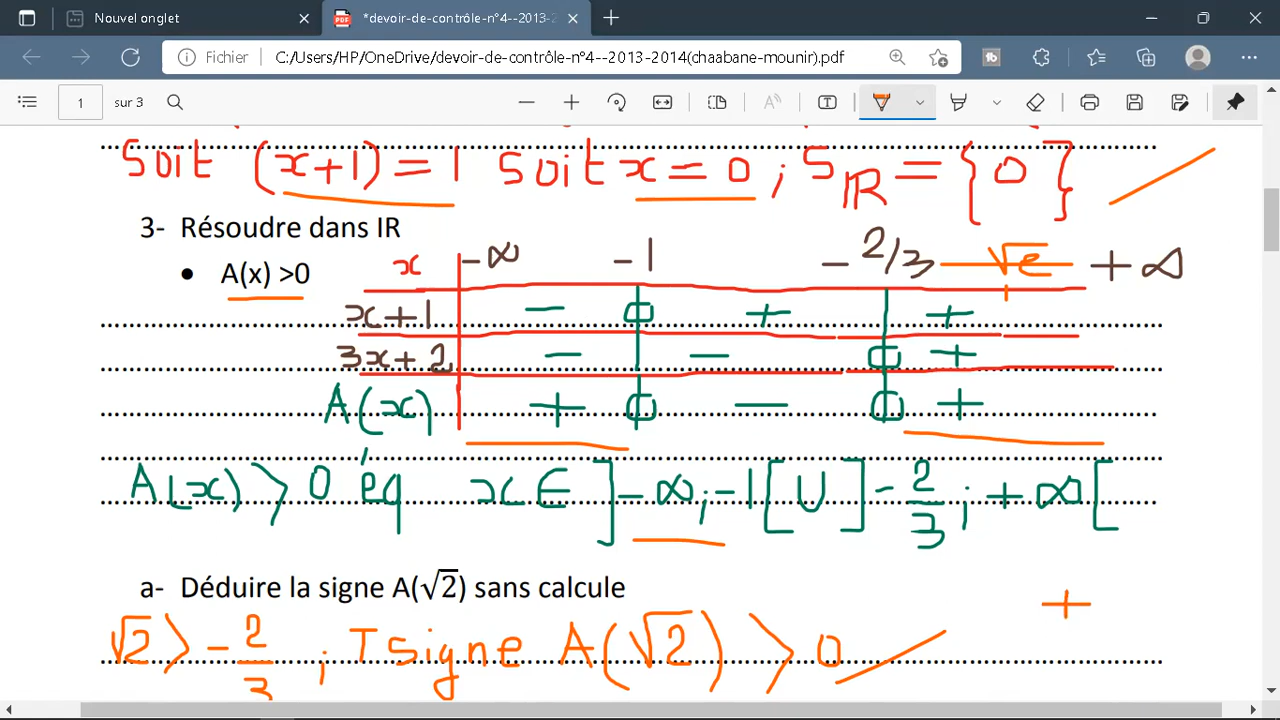 Nouvel onglet
*devoir-de-contrôle-n°4--2013-2
Fichier
C:/Users/HP/OneDrive/devoir-de-contrôle-n°4--2013-2014(chaabane-mounir).pdf
1 sur 3
Soit (x+1) = 1 Soit x = 0 ; S IR = {0}
3- Résoudre dans IR
x -∞ -1 -2/3 +∞
• A(x) >0
x+1 - 0 + +
3x+2 - - 0 +
A(x) + 0 - 0 +
A(x) > 0 éq x ∈ ]-∞; -1[ U ]-2/3; +∞[
a- Déduire la signe A(√2) sans calcule
+
√2 > -2/3 ; T signe A(√2) > 0